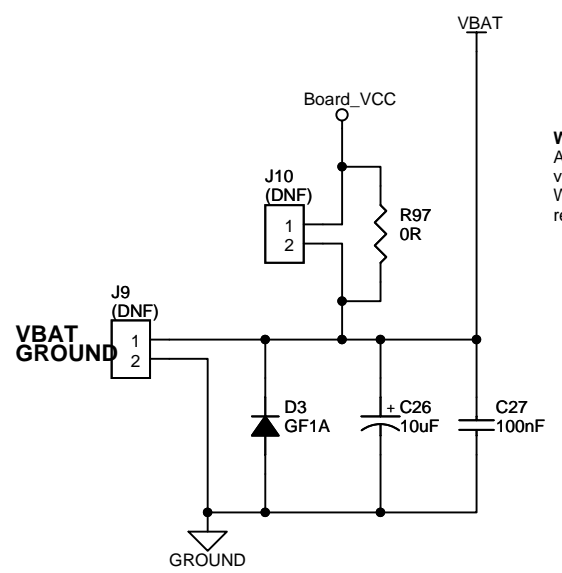 VBAT
Board_VCC
J10
(DNF)
1
2
R97
0R
J9
(DNF)
VBAT
GROUND
1
2
D3
GF1A
+
C26
10uF
C27
100nF
GROUND